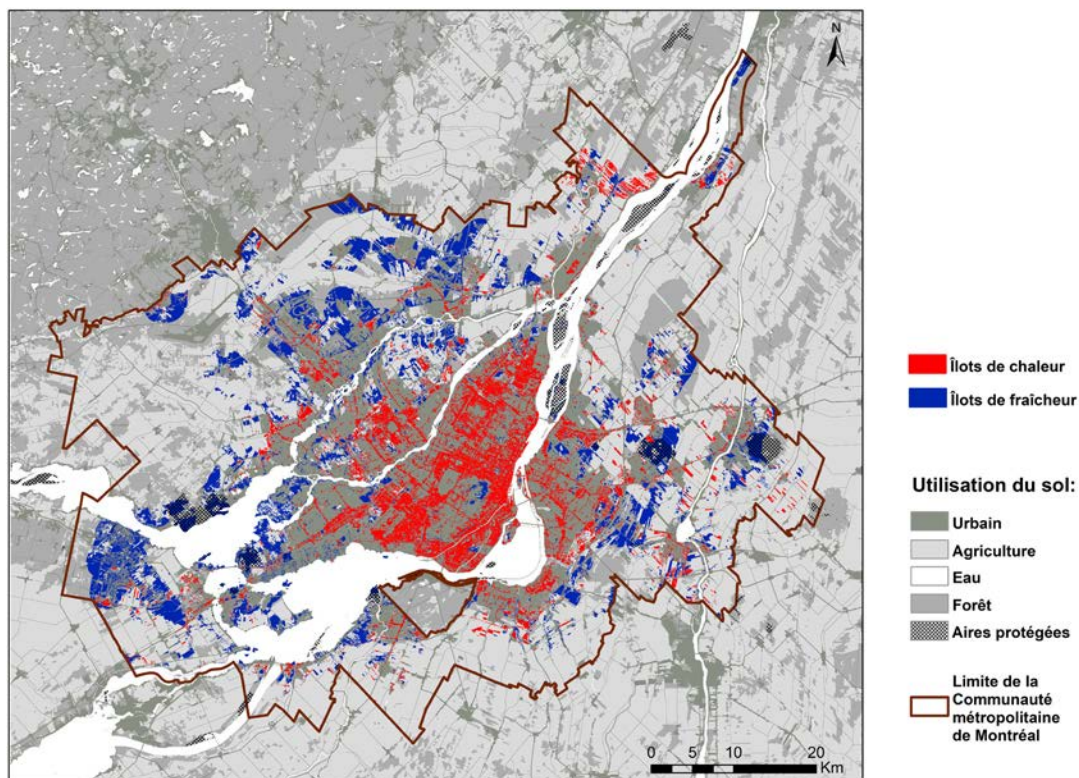 N
Îlots de chaleur
Îlots de fraîcheur
Utilisation du sol:
Urbain
Agriculture
Eau
Forêt
Aires protégées
Limite de la
Communauté
métropolitaine
de Montréal
0 5 10 20
Km